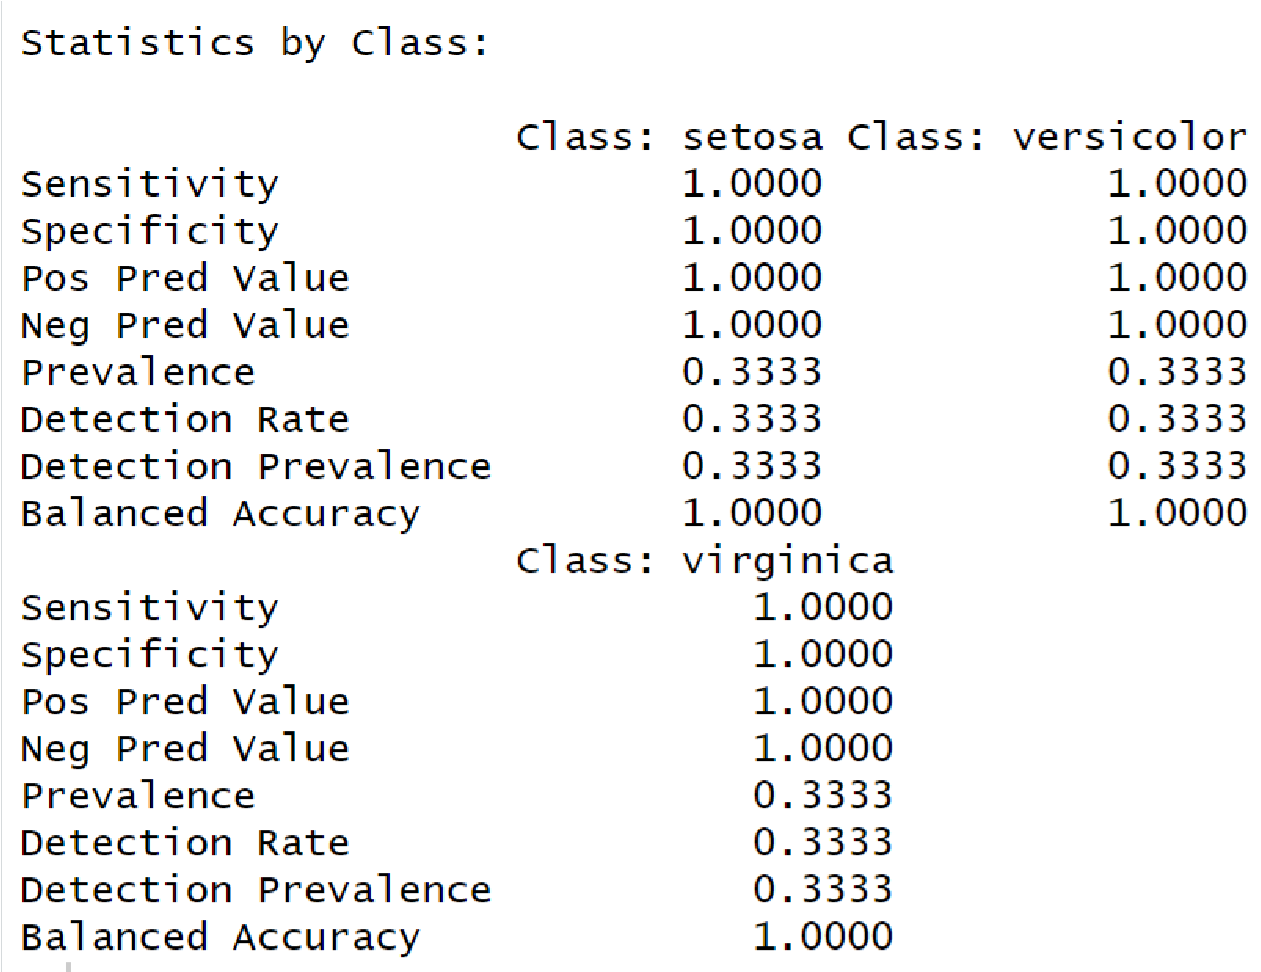 Statistics by Class:

                     Class: setosa Class: versicolor
Sensitivity                 1.0000            1.0000
Specificity                 1.0000            1.0000
Pos Pred Value              1.0000            1.0000
Neg Pred Value              1.0000            1.0000
Prevalence                  0.3333            0.3333
Detection Rate              0.3333            0.3333
Detection Prevalence        0.3333            0.3333
Balanced Accuracy           1.0000            1.0000
                     Class: virginica
Sensitivity                    1.0000
Specificity                    1.0000
Pos Pred Value                 1.0000
Neg Pred Value                 1.0000
Prevalence                     0.3333
Detection Rate                 0.3333
Detection Prevalence           0.3333
Balanced Accuracy              1.0000